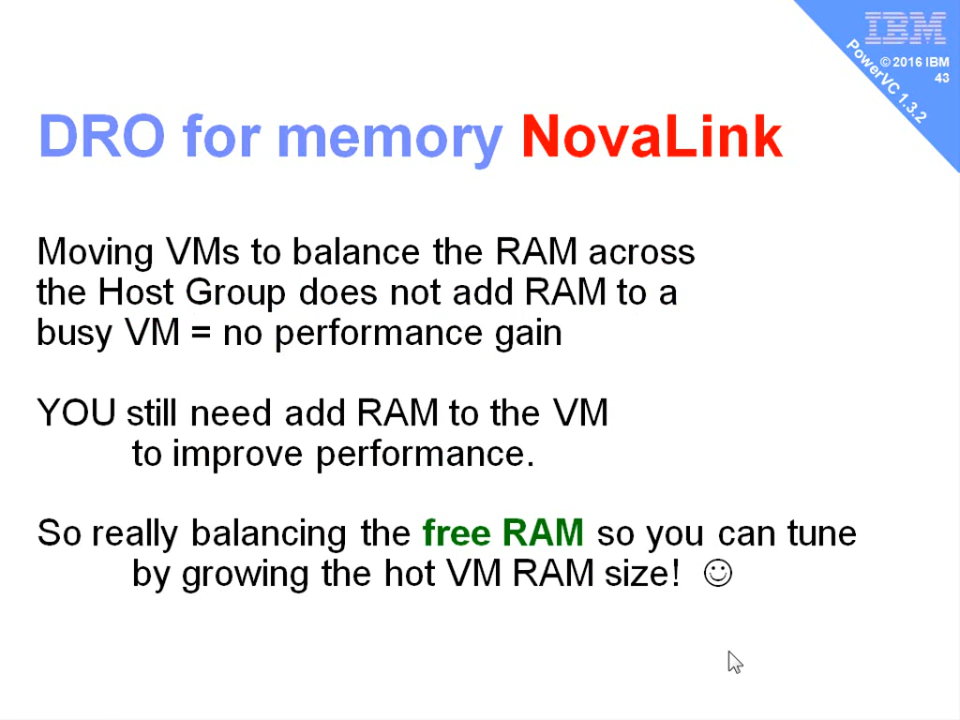 IBM
© 2016 IBM
43
PowerVC 1.3.2
DRO for memory NovaLink
Moving VMs to balance the RAM across
the Host Group does not add RAM to a
busy VM = no performance gain
YOU still need add RAM to the VM
to improve performance.
So really balancing the free RAM so you can tune
by growing the hot VM RAM size! ☺